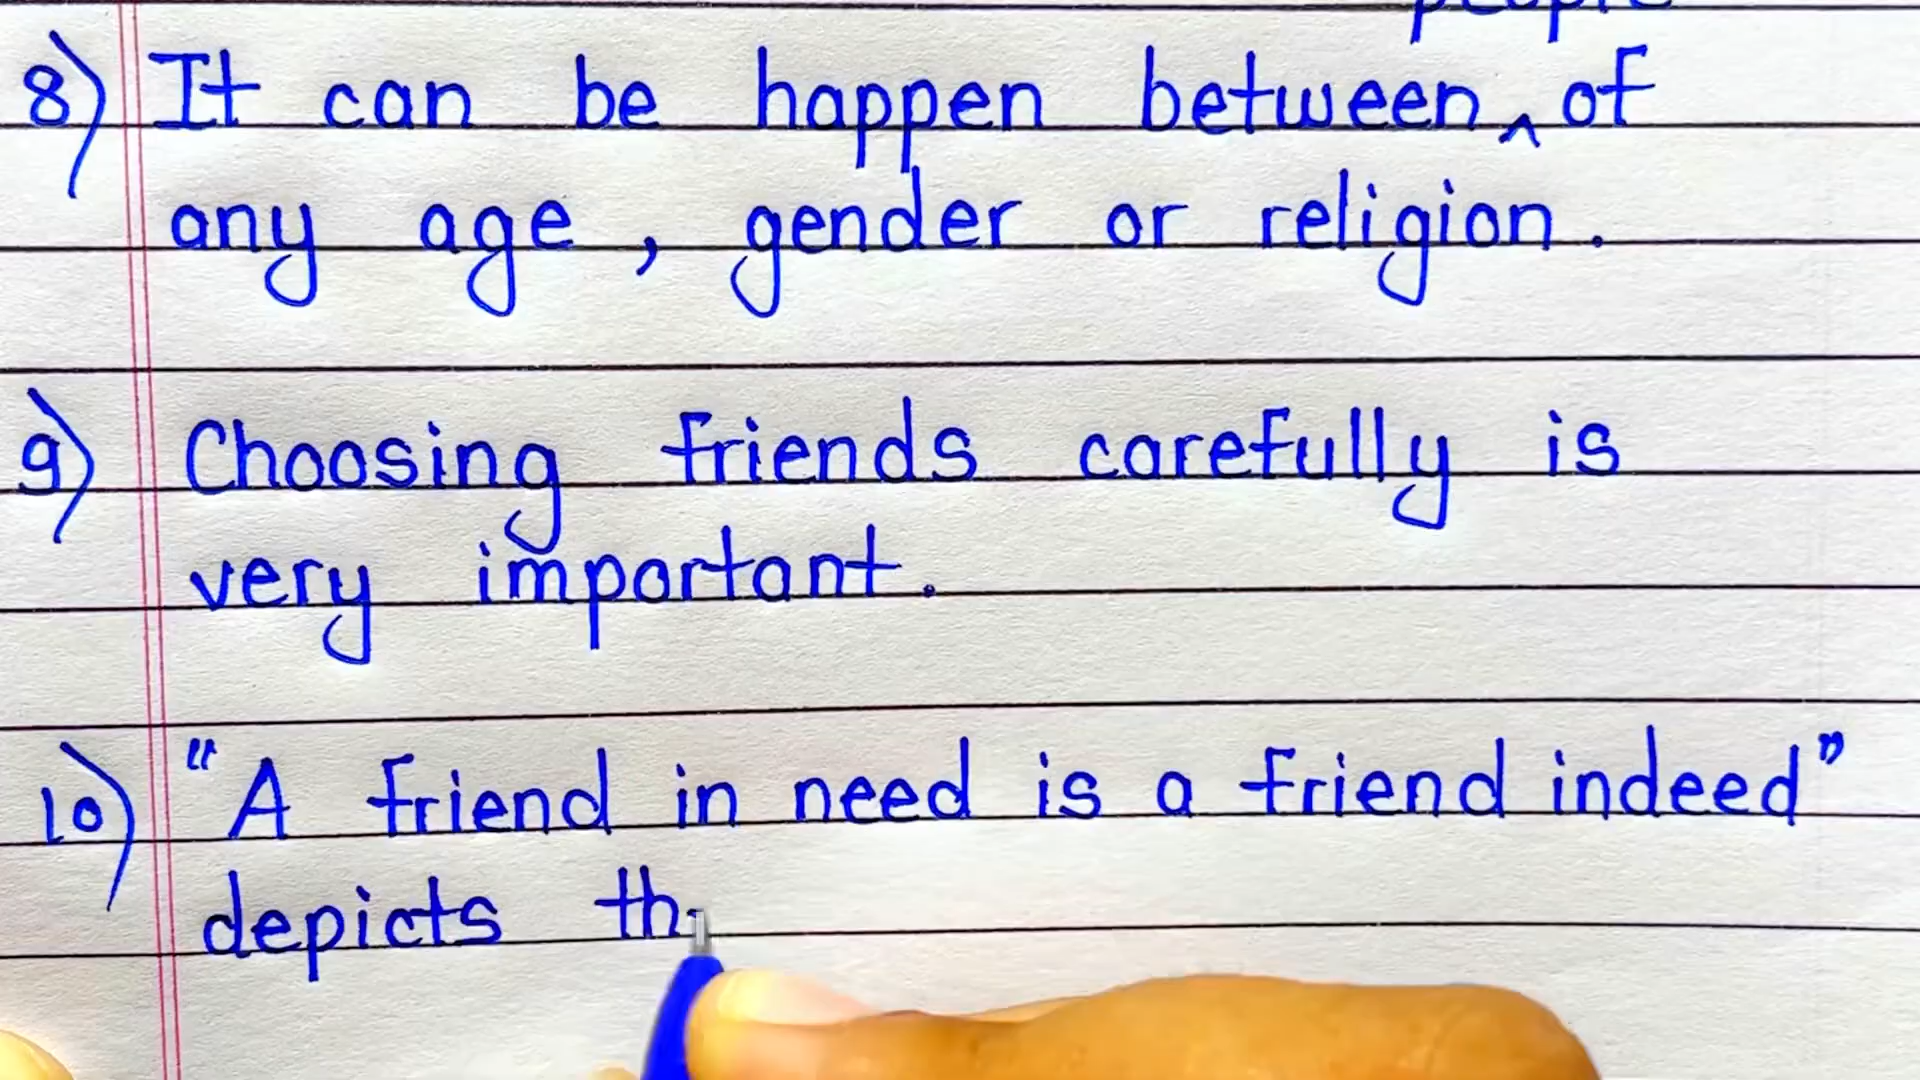 people
8) It can be happen between ^ of
any age, gender or religion.
9) Choosing friends carefully is
very important.
10) "A friend in need is a friend indeed"
depicts th